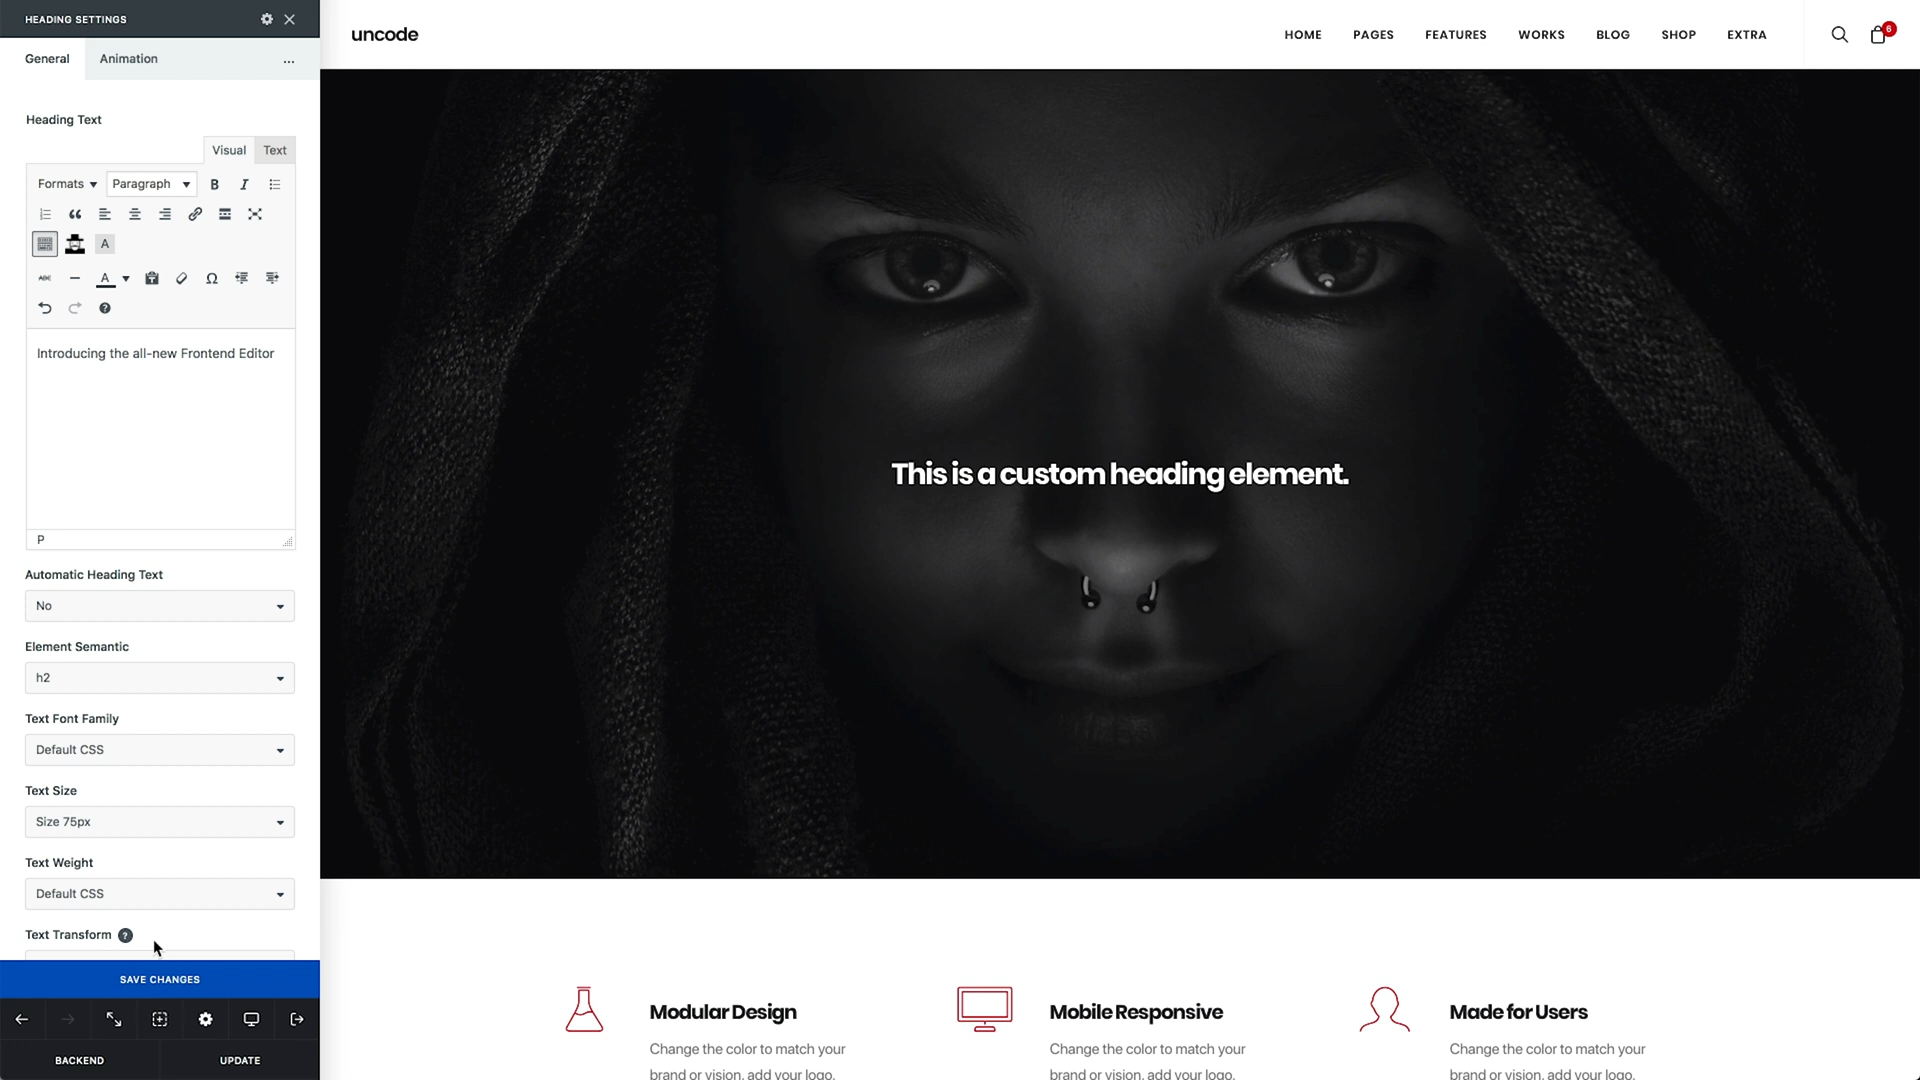 HEADING SETTINGS
General
Animation
...
Heading Text
Visual
Text
Formats
Paragraph
B
I
A
ABC
A
Ω
Introducing the all-new Frontend Editor
P
Automatic Heading Text
No
Element Semantic
h2
Text Font Family
Default CSS
Text Size
Size 75px
Text Weight
Default CSS
Text Transform ?
SAVE CHANGES
BACKEND
UPDATE
uncode
HOME
PAGES
FEATURES
WORKS
BLOG
SHOP
EXTRA
6
This is a custom heading element.
Modular Design
Change the color to match your
brand or vision, add your logo,
Mobile Responsive
Change the color to match your
brand or vision, add your logo,
Made for Users
Change the color to match your
brand or vision, add your logo,